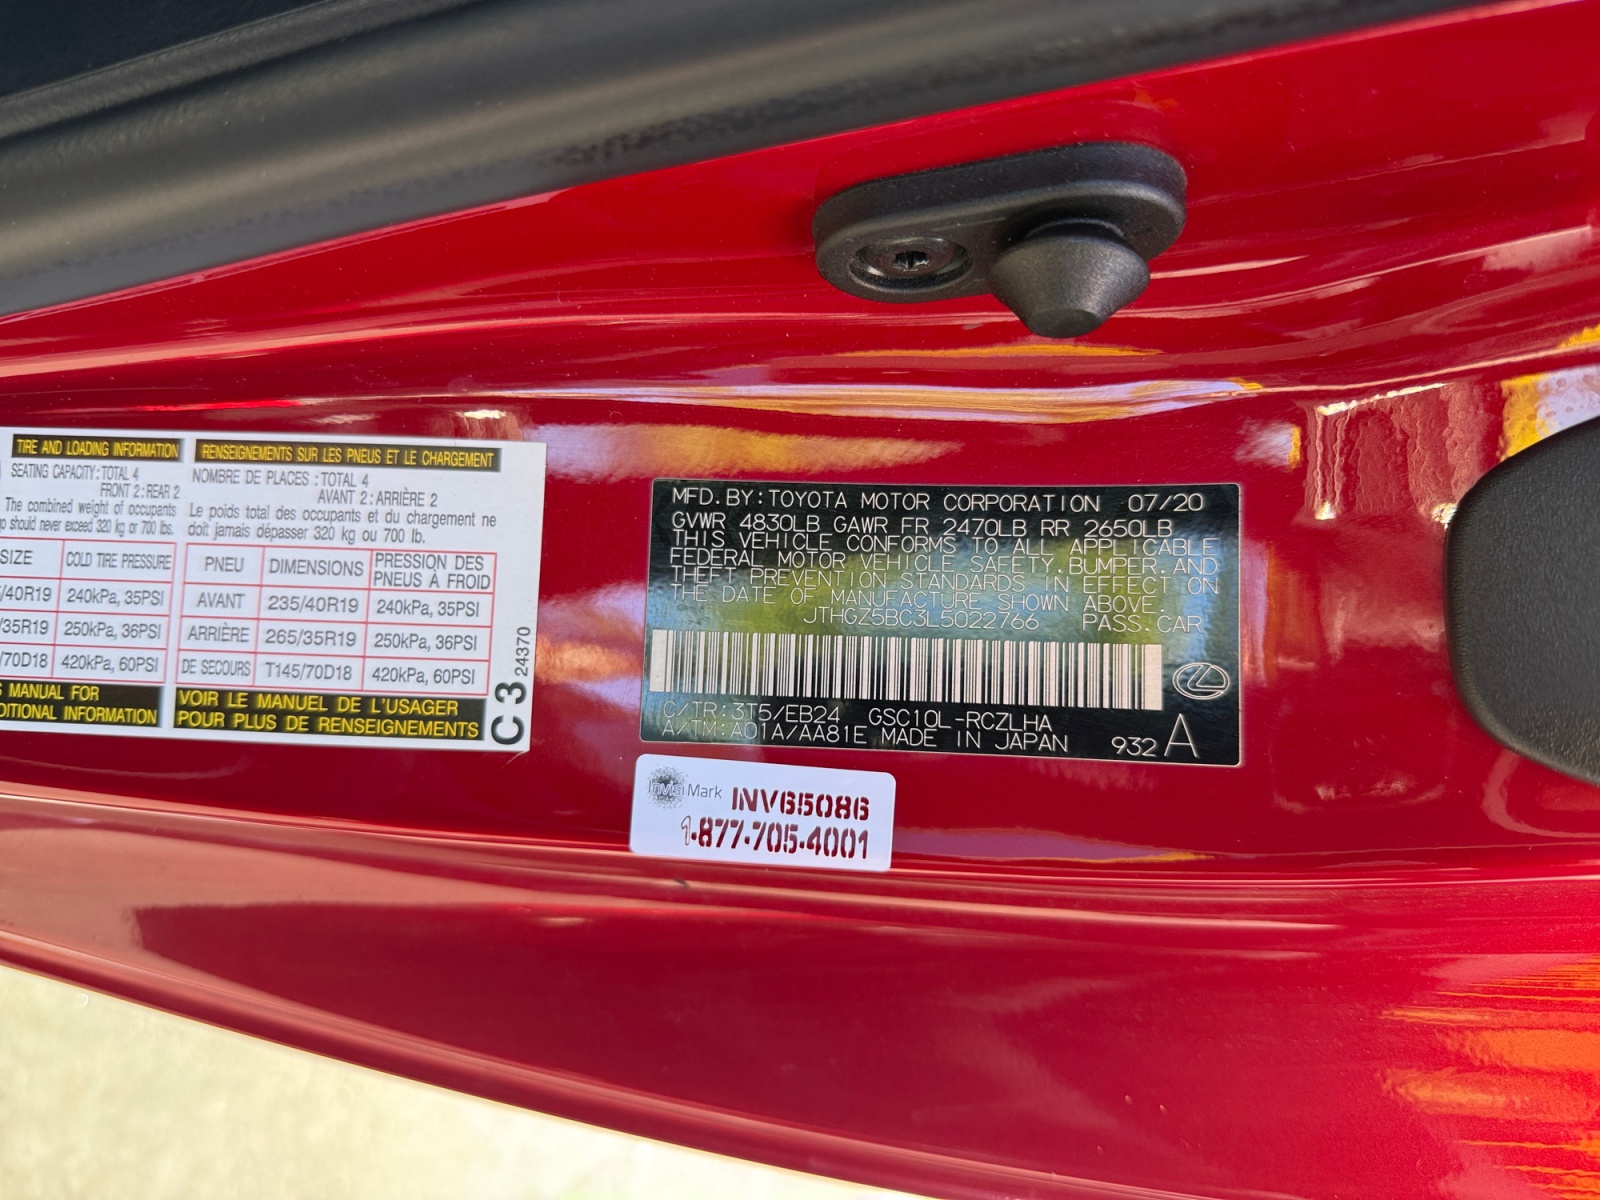 TIRE AND LOADING INFORMATION
SEATING CAPACITY: TOTAL 4
FRONT 2: REAR 2
The combined weight of occupants
should never exceed 320 kg or 700 lbs.
SIZE COLD TIRE PRESSURE
/40R19 240kPa, 35PSI
/35R19 250kPa, 36PSI
/70D18 420kPa, 60PSI
MANUAL FOR
INFORMATION
RENSEIGNEMENTS SUR LES PNEUS ET LE CHARGEMENT
NOMBRE DE PLACES : TOTAL 4
AVANT 2 : ARRIÈRE 2
Le poids total des occupants et du chargement ne
doit jamais dépasser 320 kg ou 700 lb.
PNEU DIMENSIONS PRESSION DES PNEUS À FROID
AVANT 235/40R19 240kPa, 35PSI
ARRIÈRE 265/35R19 250kPa, 36PSI
DE SECOURS T145/70D18 420kPa, 60PSI
VOIR LE MANUEL DE L'USAGER
POUR PLUS DE RENSEIGNEMENTS
C3 24370
MFD. BY: TOYOTA MOTOR CORPORATION 07/20
GVWR 4830LB GAWR FR 2470LB RR 2650LB
THIS VEHICLE CONFORMS TO ALL APPLICABLE
FEDERAL MOTOR VEHICLE SAFETY, BUMPER, AND
THEFT PREVENTION STANDARDS IN EFFECT ON
THE DATE OF MANUFACTURE SHOWN ABOVE.
JTHGZ5BC3L5022766 PASS. CAR
C/TR: 3T5/EB24 GSC10L-RCZLHA
A/TM: A01A/AA81E MADE IN JAPAN 932 A
InvisiMark INV65086
1-877-705-4001